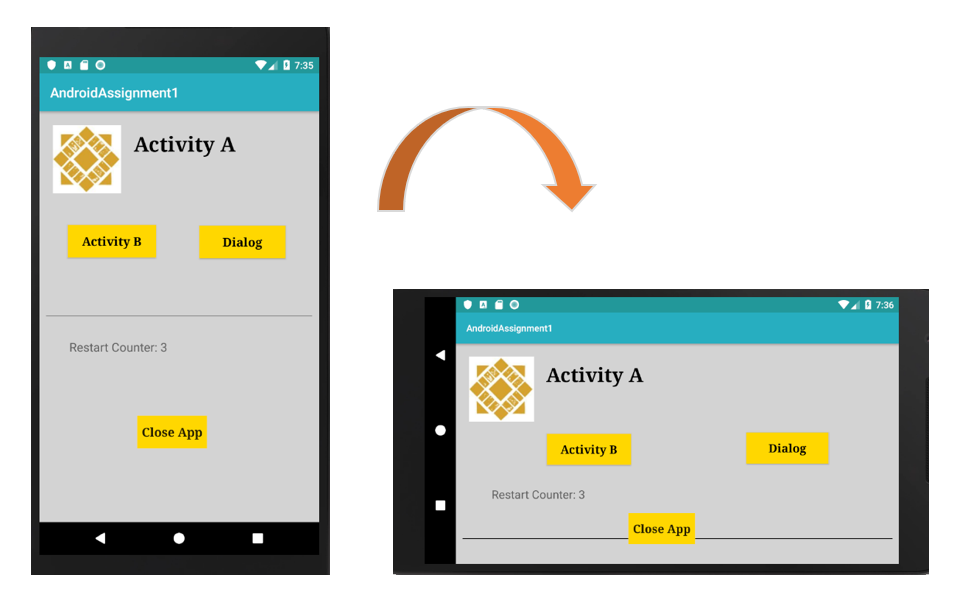 7:35
AndroidAssignment1
Activity A
Activity B
Dialog
Restart Counter: 3
Close App
7:36
AndroidAssignment1
Activity A
Activity B
Dialog
Restart Counter: 3
Close App